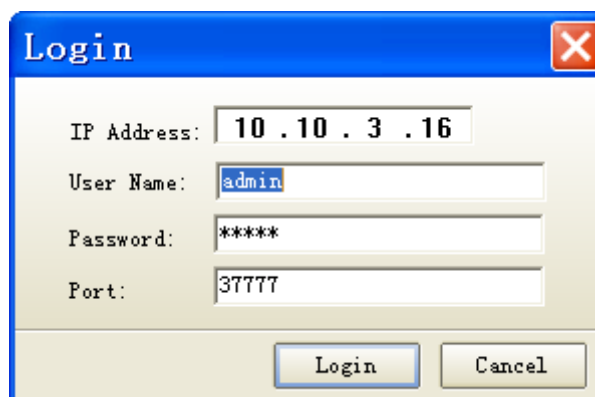 Login
IP Address: 10 .10 . 3 .16
User Name: admin
Password: *****
Port: 37777
Login Cancel